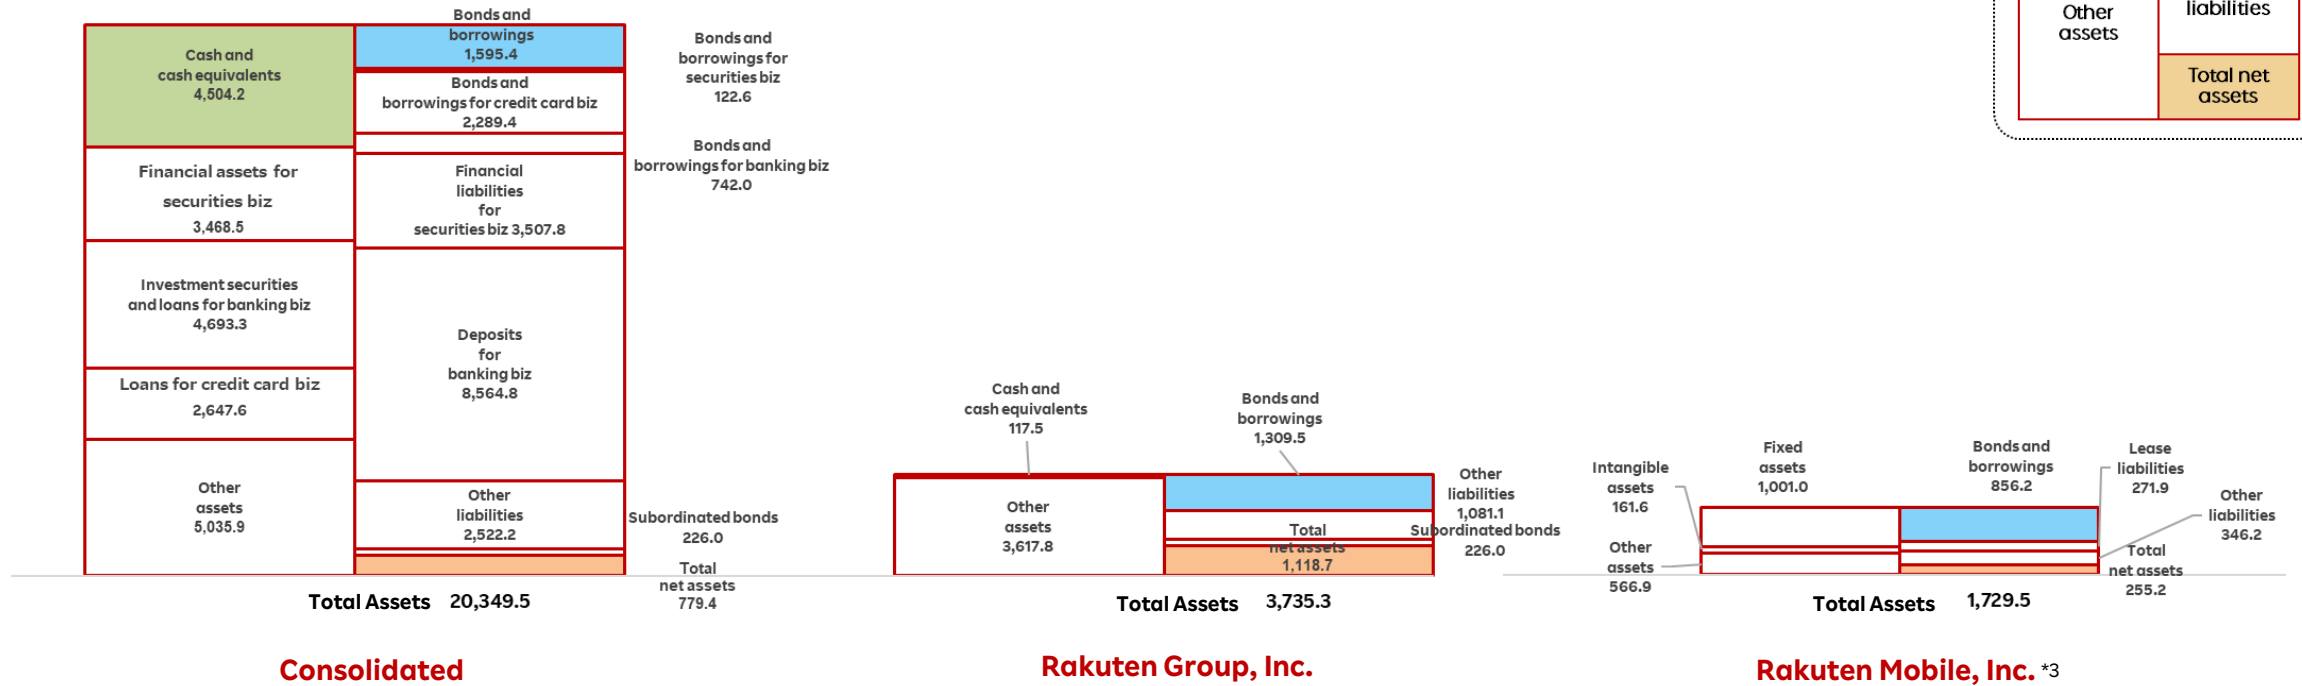 Cash and
cash equivalents
4,504.2
Financial assets for
securities biz
3,468.5
Investment securities
and loans for banking biz
4,693.3
Loans for credit card biz
2,647.6
Other
assets
5,035.9
Bonds and
borrowings
1,595.4
Bonds and
borrowings for credit card biz
2,289.4
Financial
liabilities
for
securities biz 3,507.8
Deposits
for
banking biz
8,564.8
Other
liabilities
2,522.2
Bonds and
borrowings for
securities biz
122.6
Bonds and
borrowings for banking biz
742.0
Subordinated bonds
226.0
Total
net assets
779.4
Total Assets 20,349.5
Consolidated
Cash and
cash equivalents
117.5
Other
assets
3,617.8
Bonds and
borrowings
1,309.5
Other
liabilities
1,081.1
Subordinated bonds
226.0
Total
net assets
1,118.7
Total Assets 3,735.3
Rakuten Group, Inc.
Intangible
assets
161.6
Other
assets
566.9
Fixed
assets
1,001.0
Bonds and
borrowings
856.2
Lease
liabilities
271.9
Other
liabilities
346.2
Total
net assets
255.2
Total Assets 1,729.5
Rakuten Mobile, Inc. *3
Other
assets
liabilities
Total net
assets